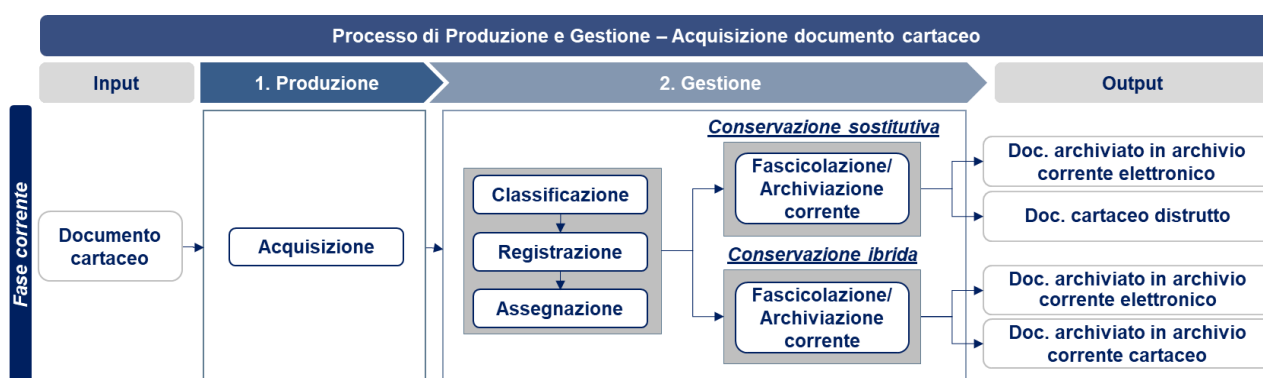 Processo di Produzione e Gestione – Acquisizione documento cartaceo
Input
1. Produzione
2. Gestione
Output
Fase corrente
Documento
cartaceo
Acquisizione
Classificazione
Registrazione
Assegnazione
Conservazione sostitutiva
Fascicolazione/
Archiviazione
corrente
Conservazione ibrida
Fascicolazione/
Archiviazione
corrente
Doc. archiviato in archivio
corrente elettronico
Doc. cartaceo distrutto
Doc. archiviato in archivio
corrente elettronico
Doc. archiviato in archivio
corrente cartaceo